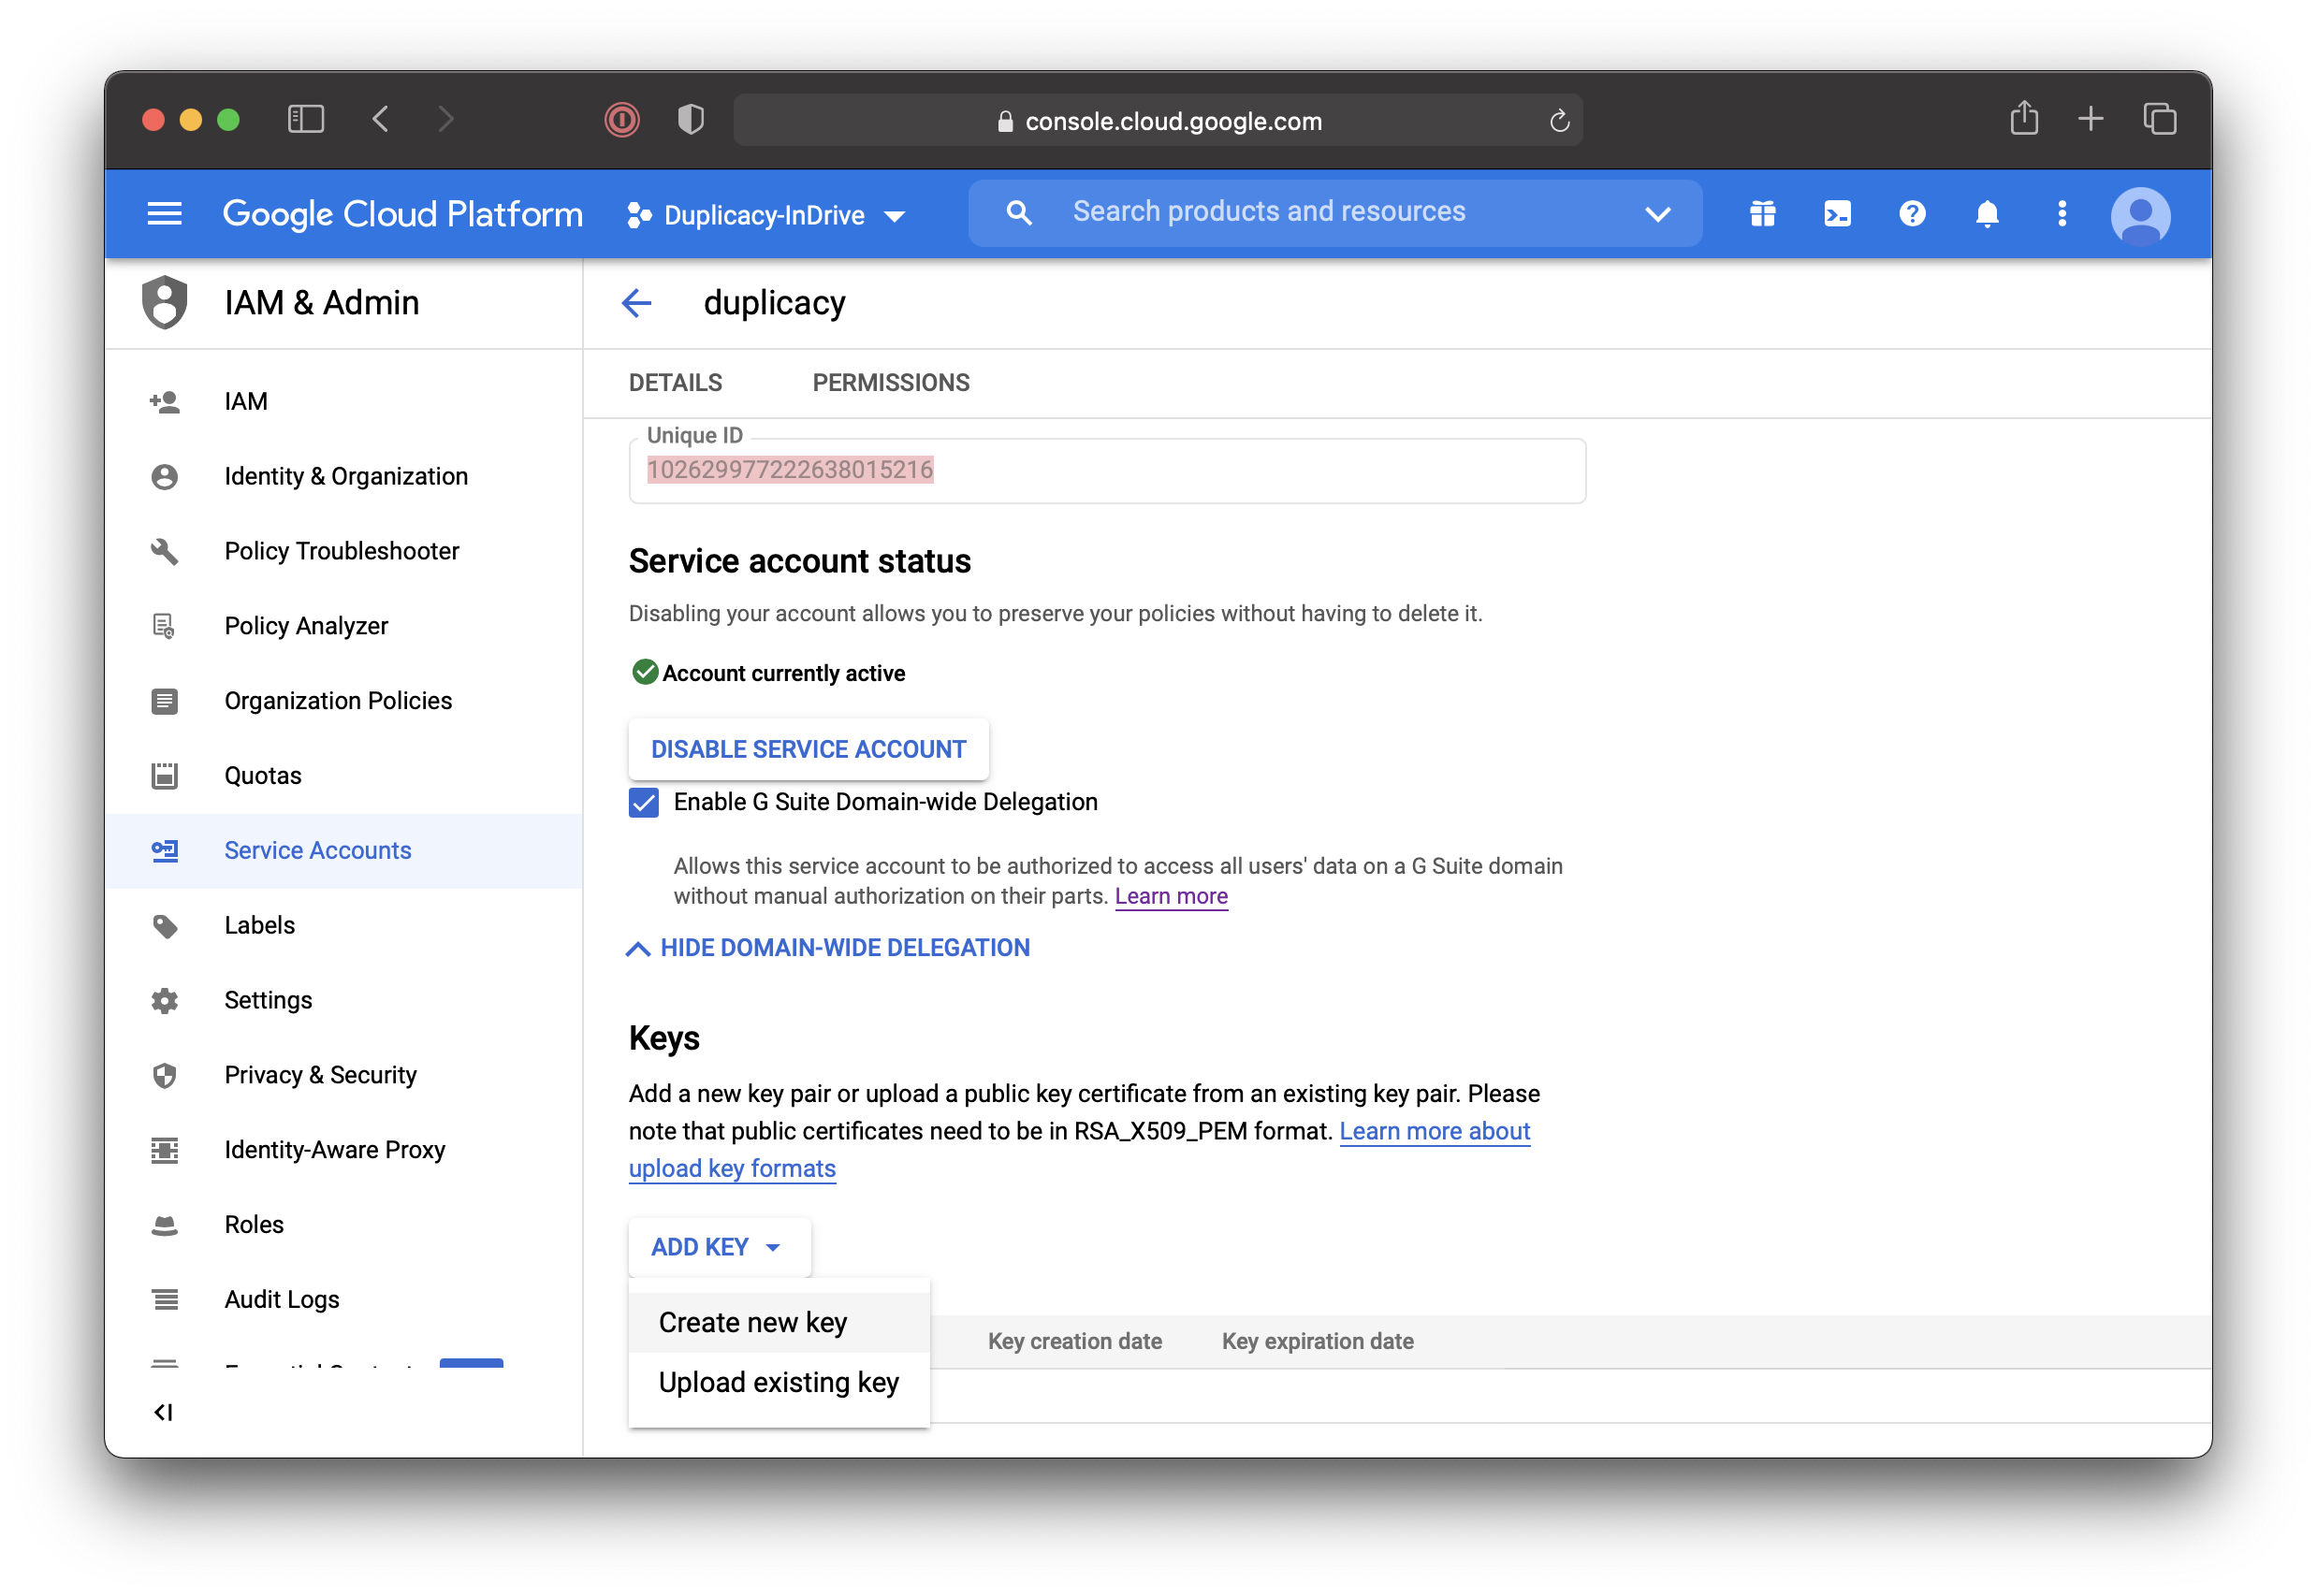 console.cloud.google.com
Google Cloud Platform
Duplicacy-InDrive
Search products and resources
IAM & Admin
IAM
Identity & Organization
Policy Troubleshooter
Policy Analyzer
Organization Policies
Quotas
Service Accounts
Labels
Settings
Privacy & Security
Identity-Aware Proxy
Roles
Audit Logs
duplicacy
DETAILS
PERMISSIONS
Unique ID
102629977222638015216
Service account status
Disabling your account allows you to preserve your policies without having to delete it.
Account currently active
DISABLE SERVICE ACCOUNT
Enable G Suite Domain-wide Delegation
Allows this service account to be authorized to access all users' data on a G Suite domain
without manual authorization on their parts. Learn more
HIDE DOMAIN-WIDE DELEGATION
Keys
Add a new key pair or upload a public key certificate from an existing key pair. Please
note that public certificates need to be in RSA_X509_PEM format. Learn more about
upload key formats
ADD KEY
Create new key
Upload existing key
Key creation date
Key expiration date